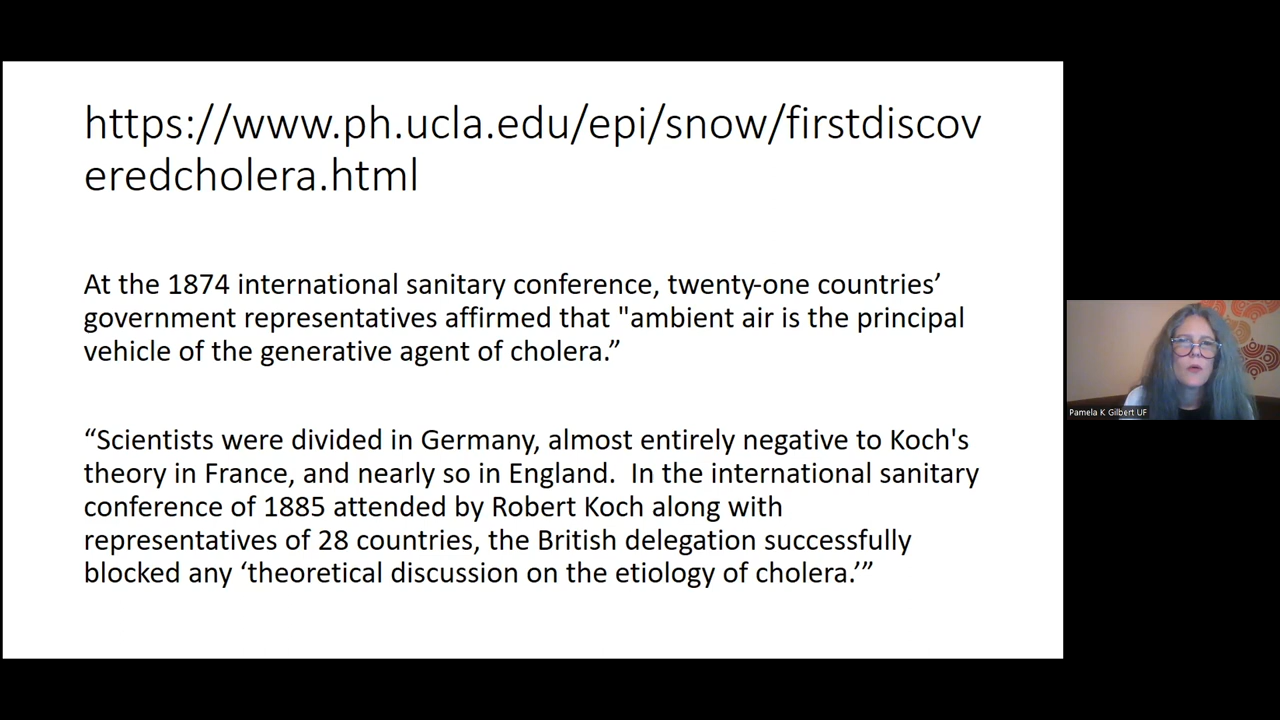 https://www.ph.ucla.edu/epi/snow/firstdiscov
eredcholera.html
At the 1874 international sanitary conference, twenty-one countries’
government representatives affirmed that "ambient air is the principal
vehicle of the generative agent of cholera.”
“Scientists were divided in Germany, almost entirely negative to Koch's
theory in France, and nearly so in England.  In the international sanitary
conference of 1885 attended by Robert Koch along with
representatives of 28 countries, the British delegation successfully
blocked any ‘theoretical discussion on the etiology of cholera.’”
Pamela K Gilbert UF